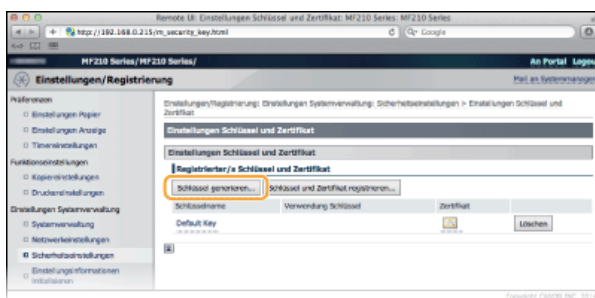 Remote UI: Einstellungen Schlüssel und Zertifikat: MF210 Series: MF210 Series
http://192.168.0.215/m_security_key.html
Google
MF210 Series/MF210 Series/
An Portal
Einstellungen/Registrierung
Mail an Systemmanager
Präferenzen
Einstellungen Papier
Einstellungen Anzeige
Timereinstellungen
Funktionseinstellungen
Kopiereinstellungen
Druckereinstellungen
Einstellungen Systemverwaltung
Systemverwaltung
Netzwerkeinstellungen
Sicherheitseinstellungen
Einstellungsinformationen
initialisieren
Einstellungen/Registrierung: Einstellungen Systemverwaltung: Sicherheitseinstellungen > Einstellungen Schlüssel und
Zertifikat
Einstellungen Schlüssel und Zertifikat
Einstellungen Schlüssel und Zertifikat
Registrierter/s Schlüssel und Zertifikat
Schlüssel generieren...
Schlüssel und Zertifikat registrieren...
Schlüsselname Verwendung Schlüssel Zertifikat
Default Key
Löschen
Copyright CANON INC.